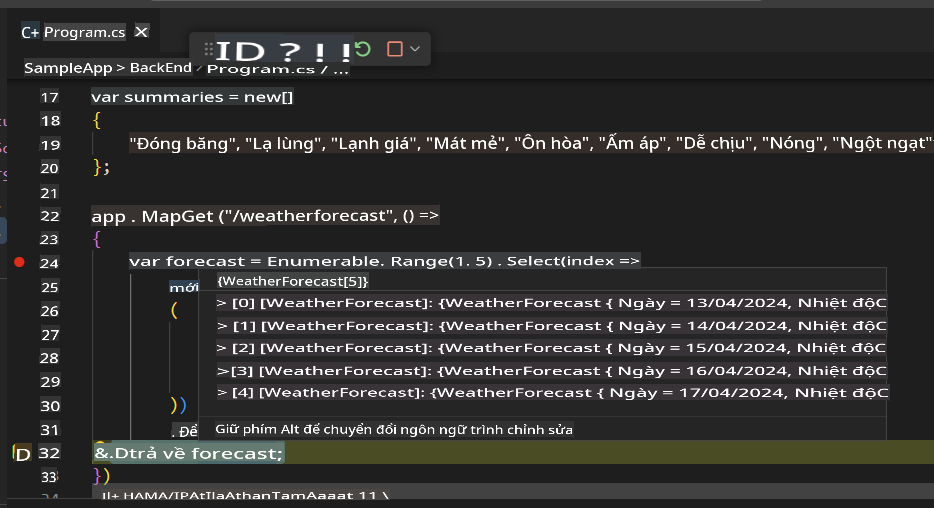 C+ Program.cs X
ID ? ! !
SampleApp > BackEnd > Program.cs / ...
17 var summaries = new[]
18 {
19 "Đóng băng", "Lạ lùng", "Lạnh giá", "Mát mẻ", "Ôn hòa", "Ấm áp", "Dễ chịu", "Nóng", "Ngột ngạt"
20 };
21
22 app . MapGet ("/weatherforecast", () =>
23 {
24 var forecast = Enumerable. Range(1. 5) . Select(index =>
25 mới
{WeatherForecast[5]}
26 (
> [0] [WeatherForecast]: {WeatherForecast { Ngày = 13/04/2024, Nhiệt độC
27
> [1] [WeatherForecast]: {WeatherForecast { Ngày = 14/04/2024, Nhiệt độC
28
> [2] [WeatherForecast]: {WeatherForecast { Ngày = 15/04/2024, Nhiệt độC
29
>[3] [WeatherForecast]: {WeatherForecast { Ngày = 16/04/2024, Nhiệt độC
> [4] [WeatherForecast]: {WeatherForecast { Ngày = 17/04/2024, Nhiệt độC
30 ))
31 . Để
Giữ phím Alt để chuyển đổi ngôn ngữ trình chỉnh sửa
D 32 &.Dtrả về forecast;
33 })